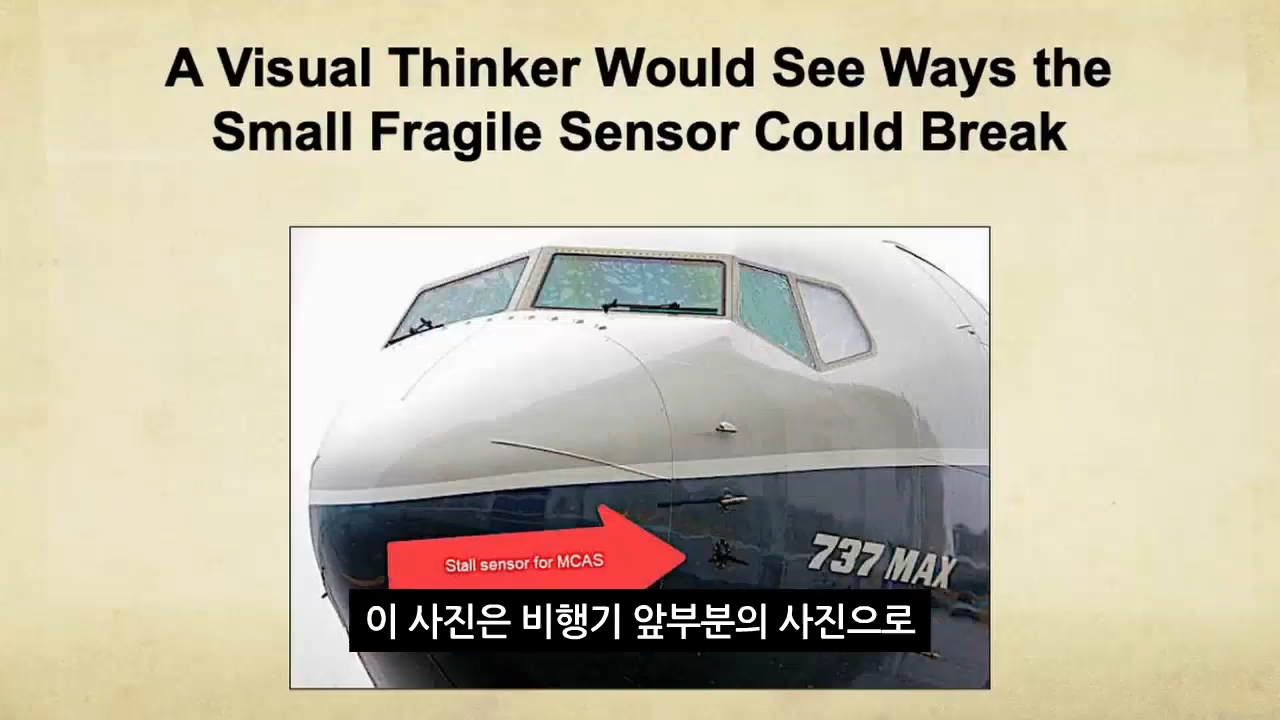 A Visual Thinker Would See Ways the
Small Fragile Sensor Could Break
Stall sensor for MCAS
737 MAX
이 사진은 비행기 앞부분의 사진으로